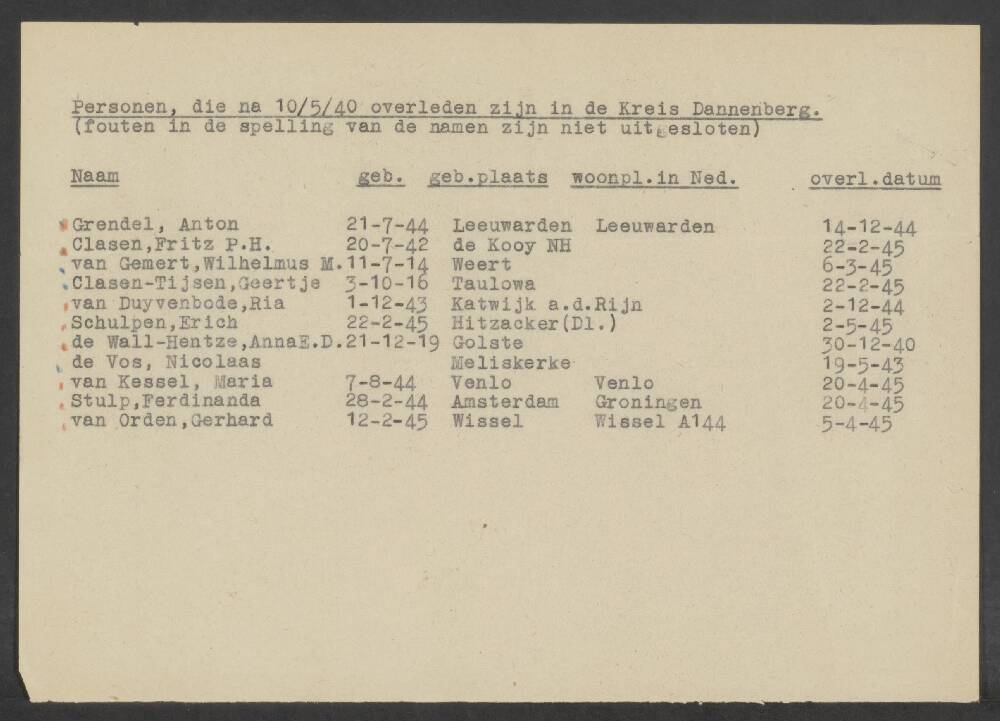 Personen, die na 10/5/40 overleden zijn in de Kreis Dannenberg.
(fouten in de spelling van de namen zijn niet uitgesloten)
Naam geb. geb.plaats woonpl.in Ned. overl.datum
Grendel, Anton 21-7-44 Leeuwarden Leeuwarden 14-12-44
Clasen,Fritz P.H. 20-7-42 de Kooy NH 22-2-45
van Gemert,Wilhelmus M.11-7-14 Weert 6-3-45
Clasen-Tijsen,Geertje 3-10-16 Taulowa 22-2-45
van Duyvenbode,Ria 1-12-43 Katwijk a.d.Rijn 2-12-44
Schulpen,Erich 22-2-45 Hitzacker(Dl.) 2-5-45
de Wall-Hentze,AnnaE.D.21-12-19 Golste 30-12-40
de Vos, Nicolaas Meliskerke 19-5-43
van Kessel, Maria 7-8-44 Venlo Venlo 20-4-45
Stulp,Ferdinanda 28-2-44 Amsterdam Groningen 20-4-45
van Orden,Gerhard 12-2-45 Wissel Wissel A144 5-4-45